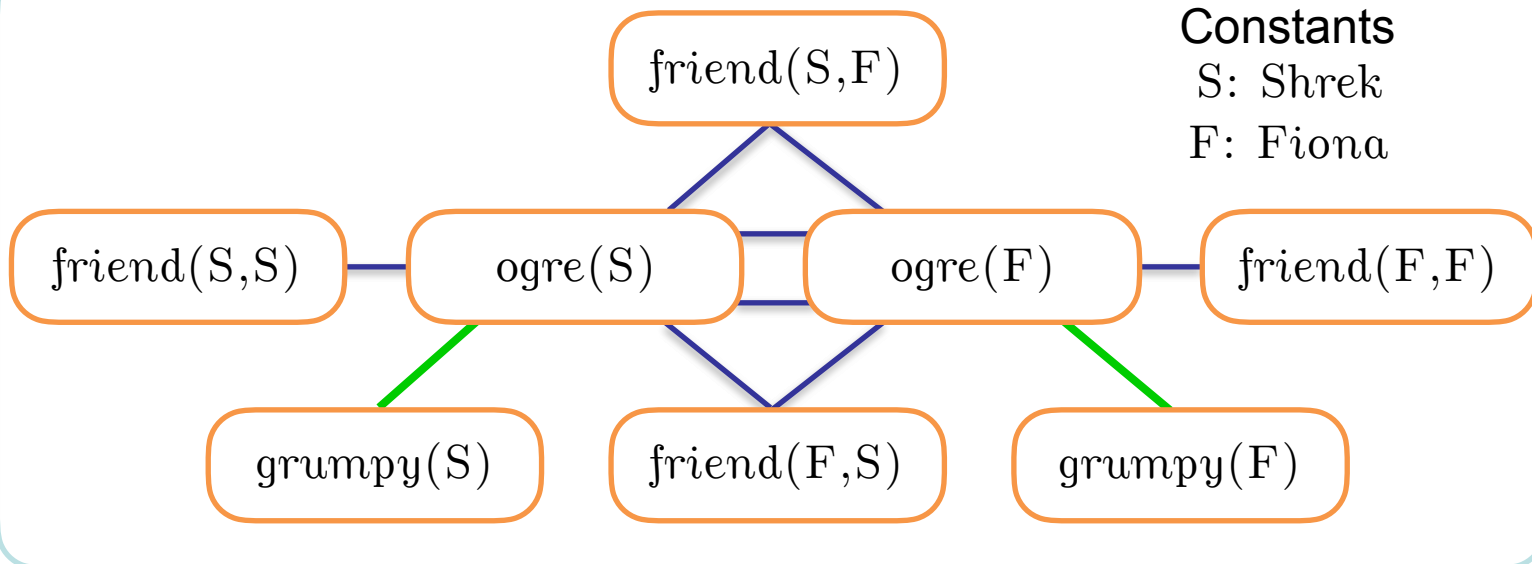 Constants
S: Shrek
F: Fiona
friend(S,F)
friend(S,S)
ogre(S)
ogre(F)
friend(F,F)
grumpy(S)
friend(F,S)
grumpy(F)